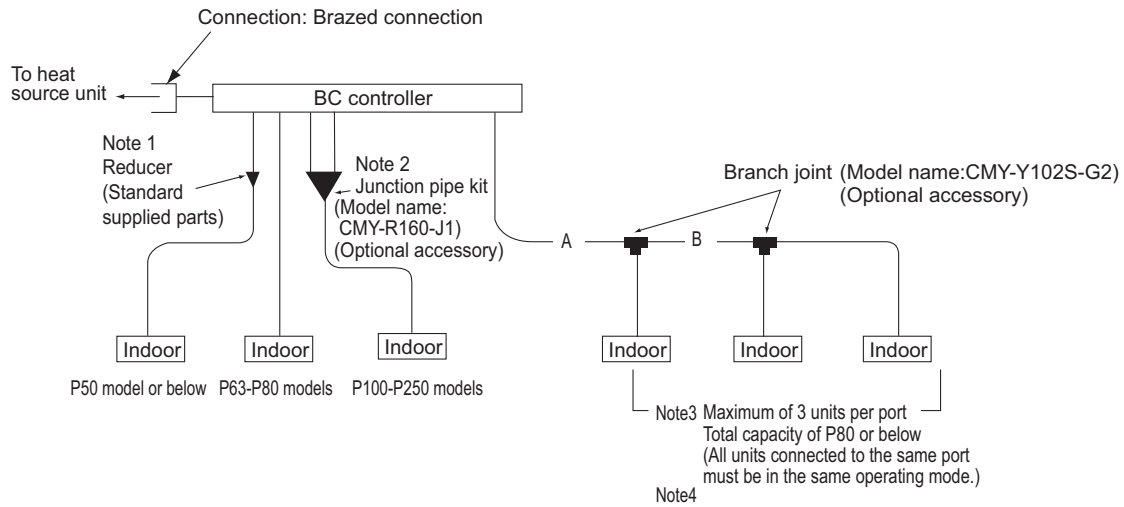 Connection: Brazed connection
To heat
source unit
BC controller
Note 1
Reducer
(Standard
supplied parts)
Note 2
Junction pipe kit
(Model name:
CMY-R160-J1)
(Optional accessory)
Branch joint (Model name:CMY-Y102S-G2)
(Optional accessory)
A
B
Indoor
Indoor
Indoor
Indoor
Indoor
Indoor
P50 model or below
P63-P80 models
P100-P250 models
Note3 Maximum of 3 units per port
Total capacity of P80 or below
(All units connected to the same port
must be in the same operating mode.)
Note4